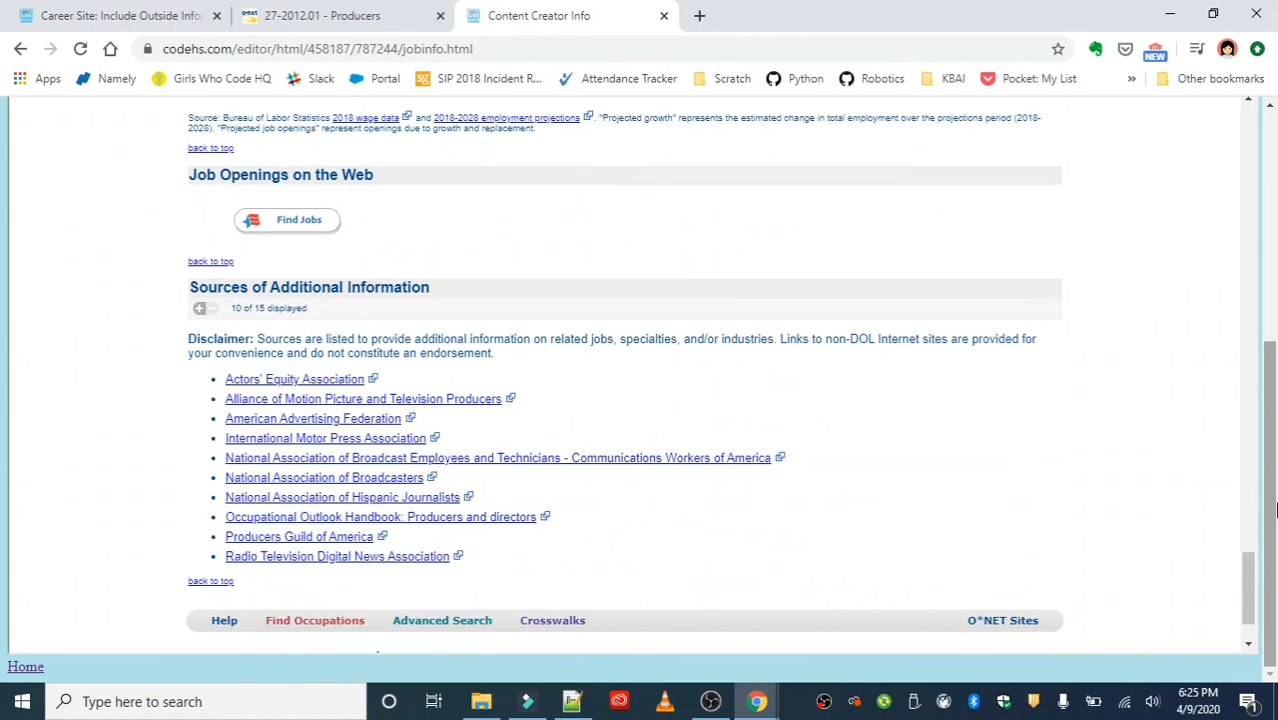 Career Site: Include Outside Info
27-2012.01 - Producers
Content Creator Info
codehs.com/editor/html/458187/787244/jobinfo.html
NEW
Apps
Namely
Girls Who Code HQ
Slack
Portal
SIP 2018 Incident R...
Attendance Tracker
Scratch
Python
Robotics
KBAI
Pocket: My List
»
Other bookmarks
Source: Bureau of Labor Statistics 2018 wage data and 2018-2028 employment projections . "Projected growth" represents the estimated change in total employment over the projections period (2018-
2028). "Projected job openings" represent openings due to growth and replacement.
back to top
Job Openings on the Web
Find Jobs
back to top
Sources of Additional Information
10 of 15 displayed
Disclaimer: Sources are listed to provide additional information on related jobs, specialties, and/or industries. Links to non-DOL Internet sites are provided for
your convenience and do not constitute an endorsement.
• Actors' Equity Association
• Alliance of Motion Picture and Television Producers
• American Advertising Federation
• International Motor Press Association
• National Association of Broadcast Employees and Technicians - Communications Workers of America
• National Association of Broadcasters
• National Association of Hispanic Journalists
• Occupational Outlook Handbook: Producers and directors
• Producers Guild of America
• Radio Television Digital News Association
back to top
Help Find Occupations Advanced Search Crosswalks O*NET Sites
Home
Type here to search
6:25 PM
4/9/2020